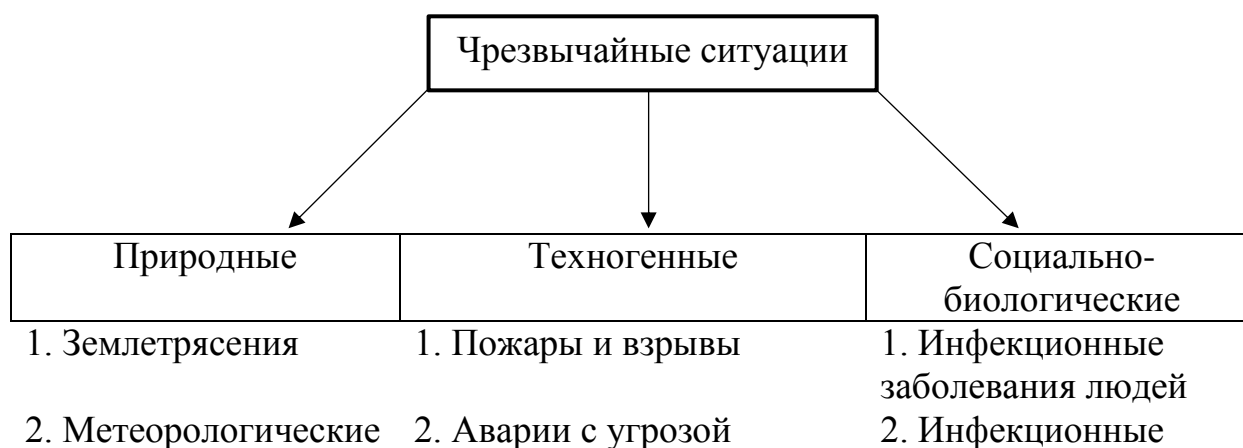 Чрезвычайные ситуации
Природные
Техногенные
Социально-
биологические
1. Землетрясения
1. Пожары и взрывы
1. Инфекционные
заболевания людей
2. Метеорологические
2. Аварии с угрозой
2. Инфекционные